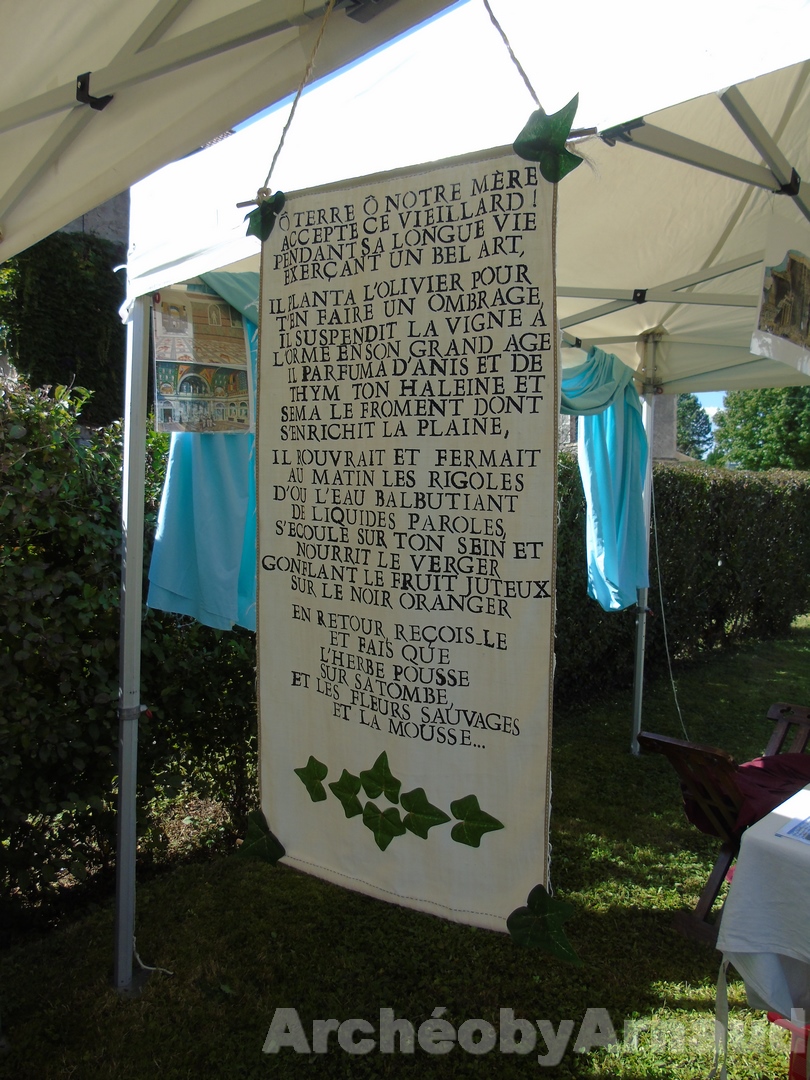 Ô TERRE Ô NOTRE MÈRE
ACCEPTE CE VIEILLARD !
PENDANT SA LONGUE VIE
EXERÇANT UN BEL ART,
IL PLANTA L'OLIVIER POUR
T'EN FAIRE UN OMBRAGE,
IL SUSPENDIT LA VIGNE A
L'ORME EN SON GRAND AGE
IL PARFUMA D'ANIS ET DE
THYM TON HALEINE ET
SEMA LE FROMENT DONT
S'ENRICHIT LA PLAINE,
IL ROUVRAIT ET FERMAIT
AU MATIN LES RIGOLES
D'OU L'EAU BALBUTIANT
DE LIQUIDES PAROLES,
S'ECOULE SUR TON SEIN ET
NOURRIT LE VERGER
GONFLANT LE FRUIT JUTEUX
SUR LE NOIR ORANGER
EN RETOUR, REÇOIS-LE
ET FAIS QUE
L'HERBE POUSSE
SUR SA TOMBE,
ET LES FLEURS SAUVAGES
ET LA MOUSSE...
ArchéobyArnaud